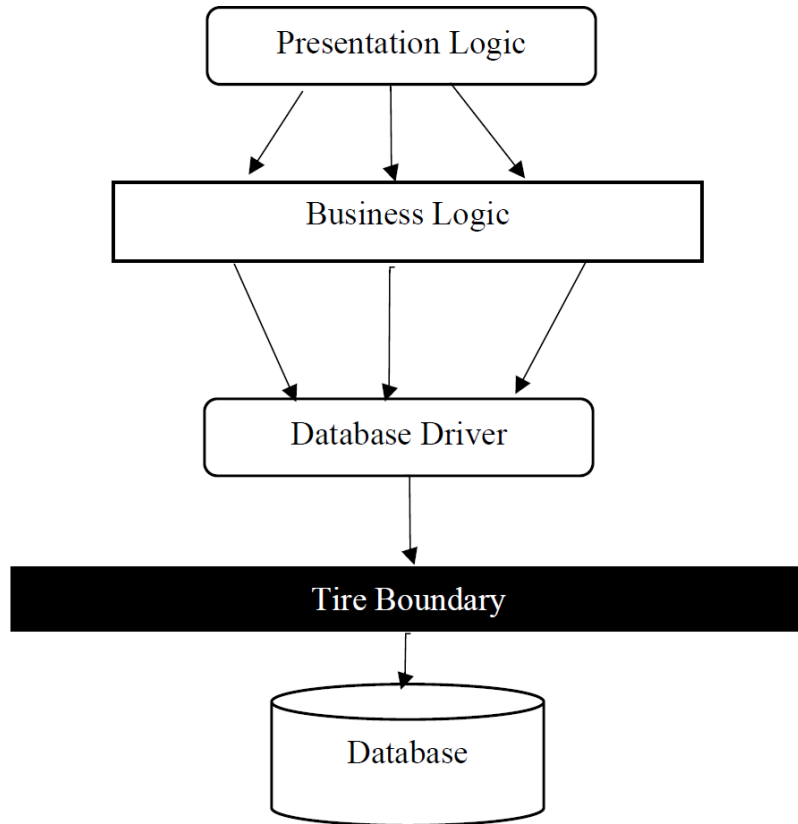 Presentation Logic
Business Logic
Database Driver
Tire Boundary
Database